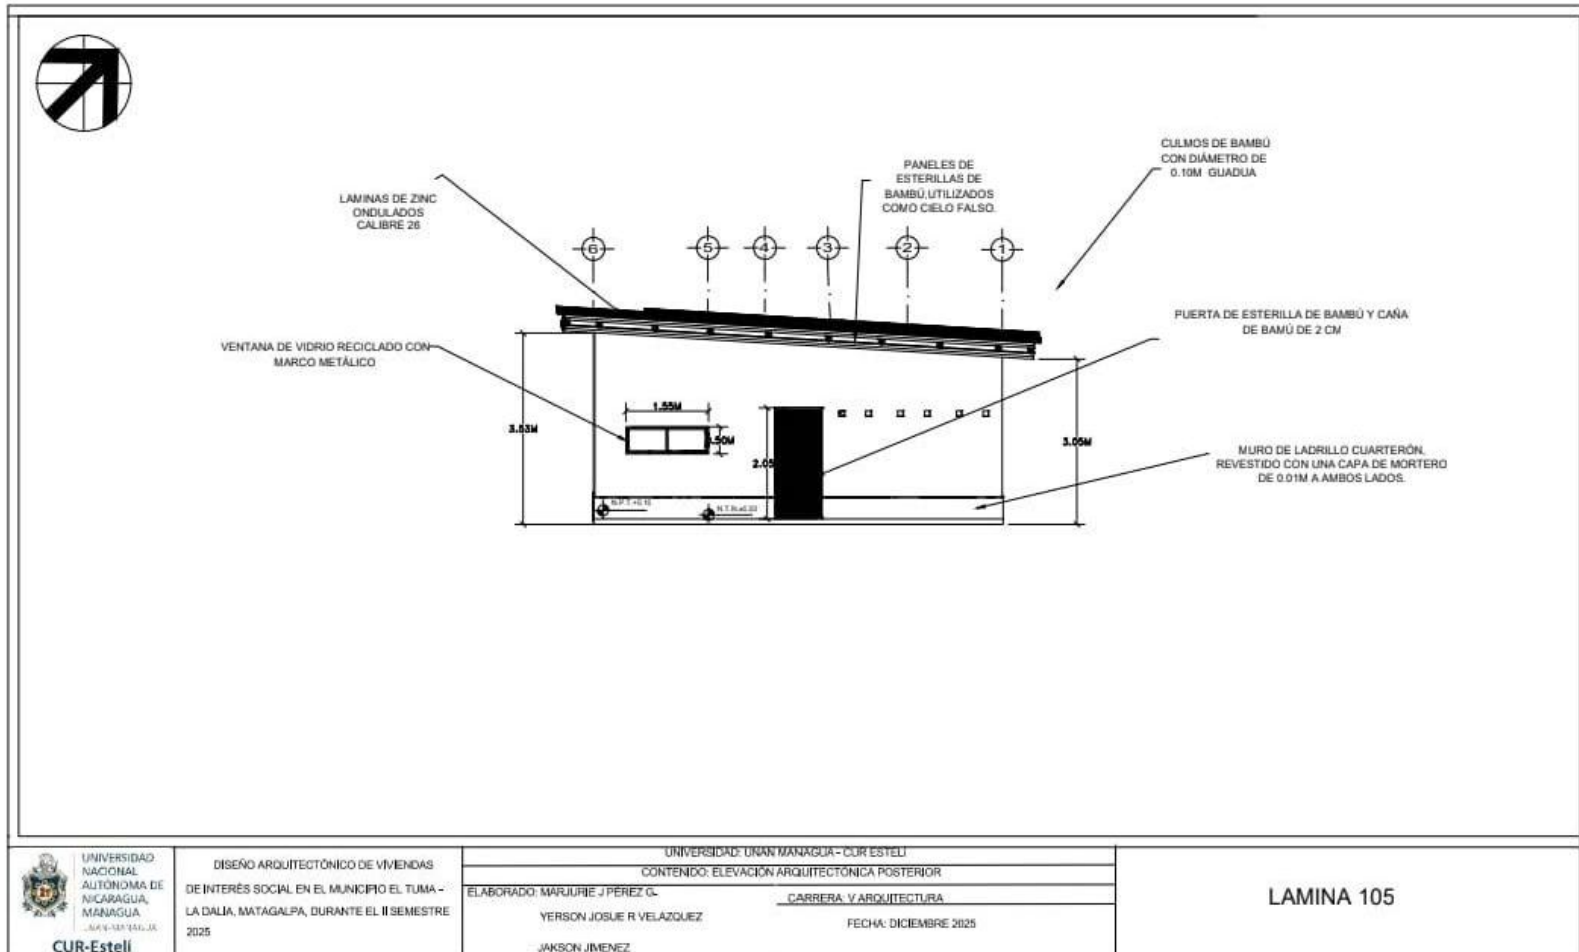 CULMOS DE BAMBÚ
CON DIÁMETRO DE
0.10M GUADUA
PANELES DE
ESTERILLAS DE
BAMBÚ,UTILIZADOS
COMO CIELO FALSO.
LAMINAS DE ZINC
ONDULADOS
CALIBRE 26
6
5
4
3
2
1
PUERTA DE ESTERILLA DE BAMBÚ Y CAÑA
DE BAMÚ DE 2 CM
VENTANA DE VIDRIO RECICLADO CON
MARCO METÁLICO
1.55M
3.53M
.50M
3.05M
2.05
MURO DE LADRILLO CUARTERÓN,
REVESTIDO CON UNA CAPA DE MORTERO
DE 0.01M A AMBOS LADOS.
N.P.T.+0.15
UNIVERSIDAD
NACIONAL
AUTÓNOMA DE
NICARAGUA,
MANAGUA
UNAN-MANAGUA
CUR-Estelí
DISEÑO ARQUITECTÓNICO DE VIVIENDAS
DE INTERÉS SOCIAL EN EL MUNICIPIO EL TUMA –
LA DALIA, MATAGALPA, DURANTE EL II SEMESTRE
2025
UNIVERSIDAD: UNAN MANAGUA – CUR ESTELÍ
CONTENIDO: ELEVACIÓN ARQUITECTÓNICA POSTERIOR
ELABORADO: MARJURIE J PÉREZ G.
YERSON JOSUE R VELAZQUEZ
JAKSON JIMENEZ
CARRERA: V ARQUITECTURA
FECHA: DICIEMBRE 2025
LAMINA 105